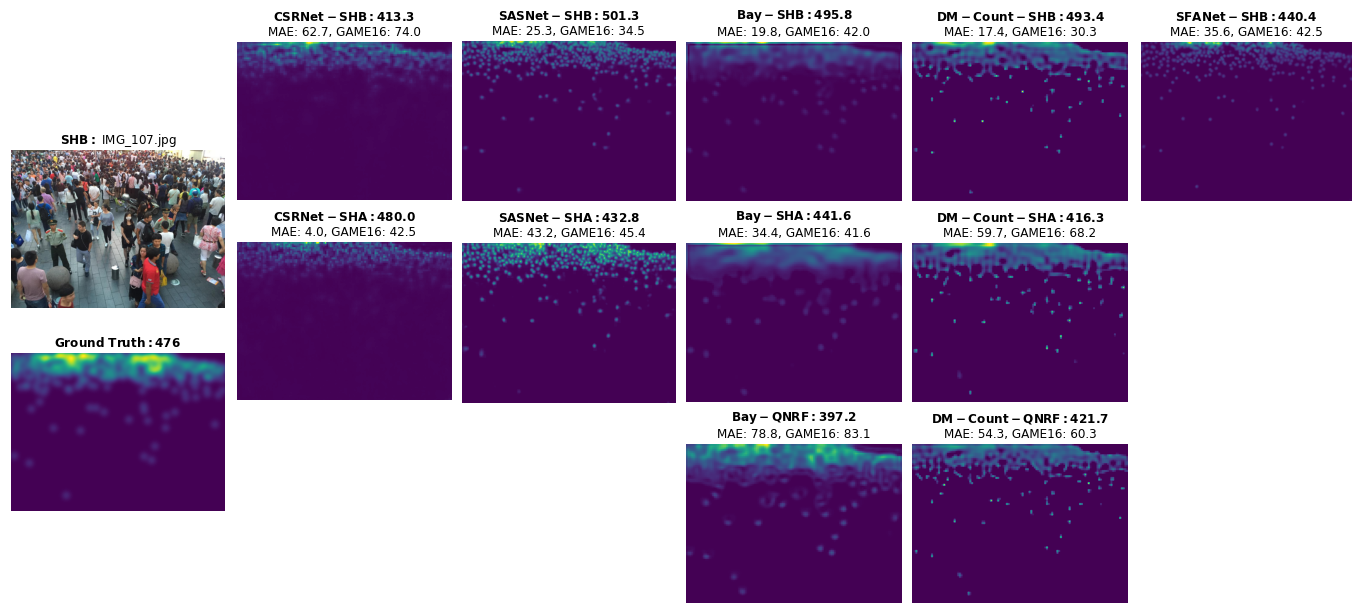 CSRNet − SHB : 413.3
MAE: 62.7, GAME16: 74.0
SASNet − SHB : 501.3
MAE: 25.3, GAME16: 34.5
Bay − SHB : 495.8
MAE: 19.8, GAME16: 42.0
DM − Count − SHB : 493.4
MAE: 17.4, GAME16: 30.3
SFANet − SHB : 440.4
MAE: 35.6, GAME16: 42.5
SHB : IMG_107.jpg
CSRNet − SHA : 480.0
MAE: 4.0, GAME16: 42.5
SASNet − SHA : 432.8
MAE: 43.2, GAME16: 45.4
Bay − SHA : 441.6
MAE: 34.4, GAME16: 41.6
DM − Count − SHA : 416.3
MAE: 59.7, GAME16: 68.2
Ground Truth : 476
Bay − QNRF : 397.2
MAE: 78.8, GAME16: 83.1
DM − Count − QNRF : 421.7
MAE: 54.3, GAME16: 60.3